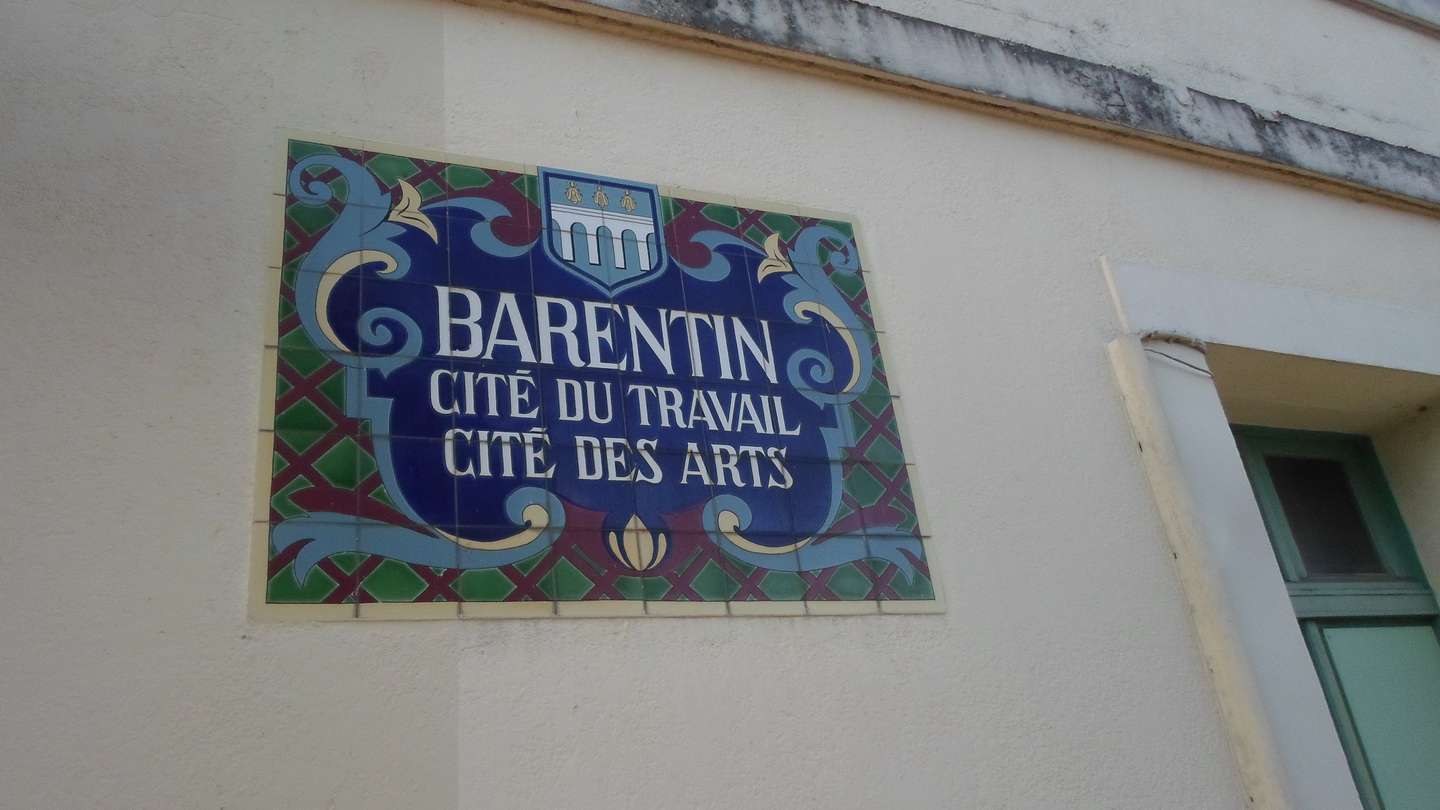 BARENTIN
CITÉ DU TRAVAIL
CITÉ DES ARTS